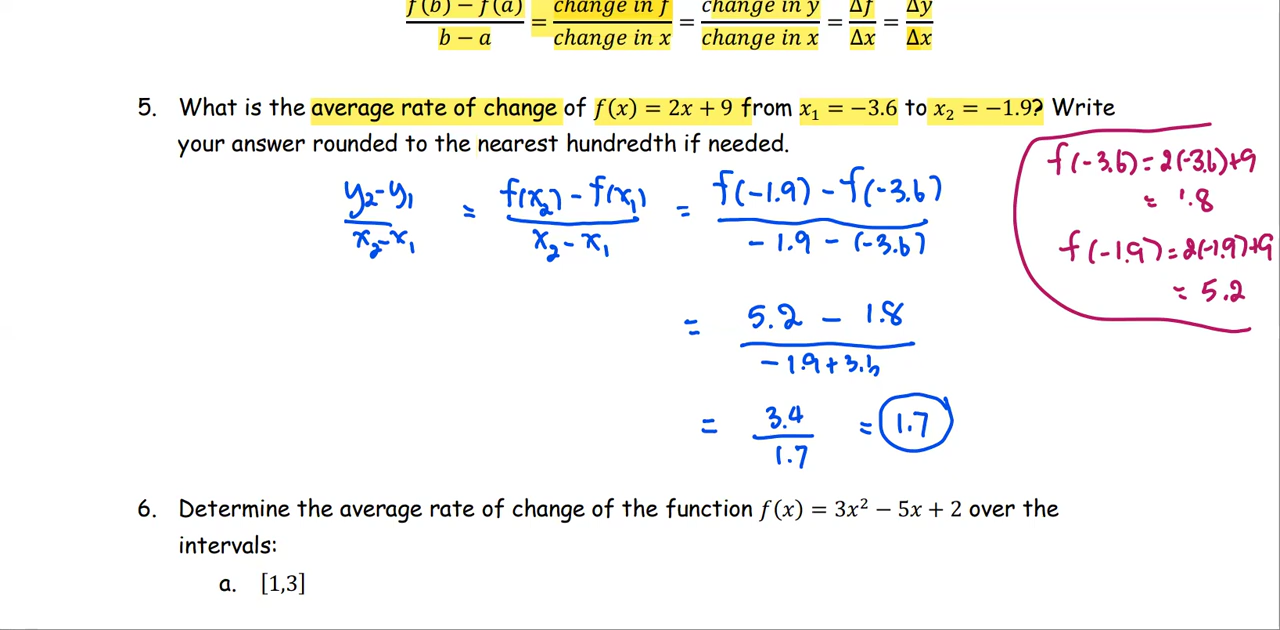 f(b) − f(a) / b − a = change in f / change in x = change in y / change in x = Δf / Δx = Δy / Δx
5. What is the average rate of change of f(x) = 2x + 9 from x₁ = −3.6 to x₂ = −1.9? Write
your answer rounded to the nearest hundredth if needed.
y₂-y₁ / x₂-x₁ = f(x₂) - f(x₁) / x₂ - x₁ = f(-1.9) - f(-3.6) / -1.9 - (-3.6)
= 5.2 - 1.8 / -1.9 + 3.6
= 3.4 / 1.7 = 1.7
f(-3.6) = 2(-3.6)+9
= 1.8
f(-1.9) = 2(-1.9)+9
= 5.2
6. Determine the average rate of change of the function f(x) = 3x² − 5x + 2 over the
intervals:
a. [1,3]